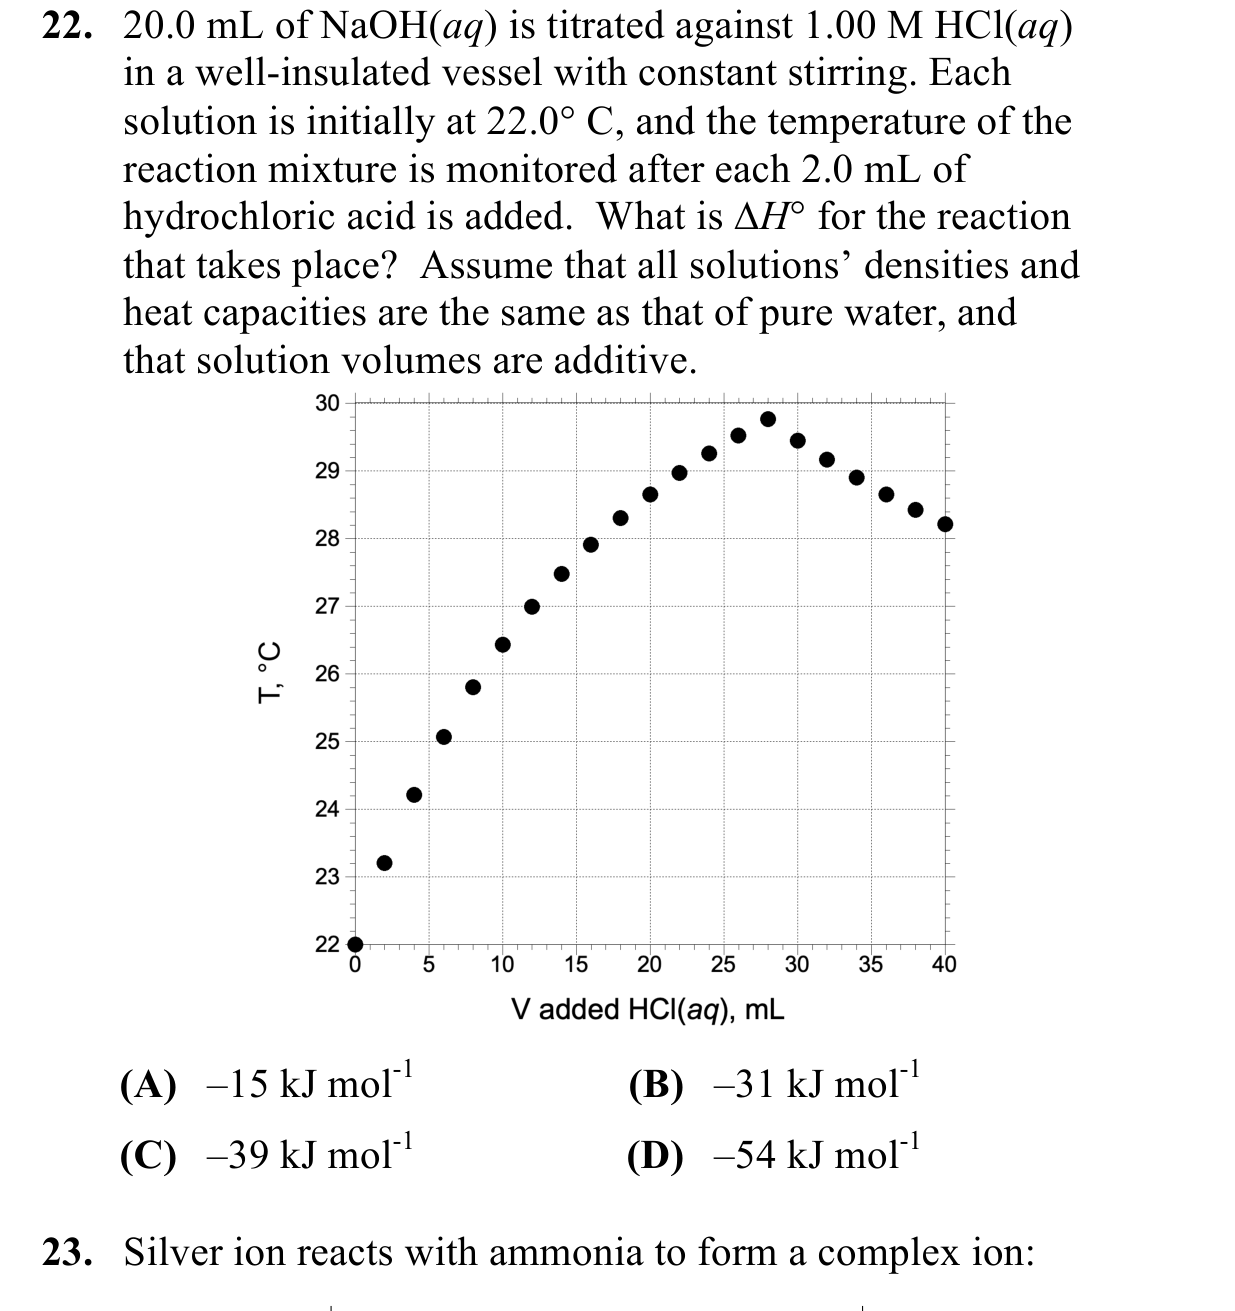 22. 20.0 mL of NaOH(aq) is titrated against 1.00 M HCl(aq)
in a well-insulated vessel with constant stirring. Each
solution is initially at 22.0° C, and the temperature of the
reaction mixture is monitored after each 2.0 mL of
hydrochloric acid is added. What is ΔH° for the reaction
that takes place? Assume that all solutions’ densities and
heat capacities are the same as that of pure water, and
that solution volumes are additive.
30
29
28
27
26
25
24
23
22
T, °C
0 5 10 15 20 25 30 35 40
V added HCl(aq), mL
(A) –15 kJ mol⁻¹ (B) –31 kJ mol⁻¹
(C) –39 kJ mol⁻¹ (D) –54 kJ mol⁻¹
23. Silver ion reacts with ammonia to form a complex ion: